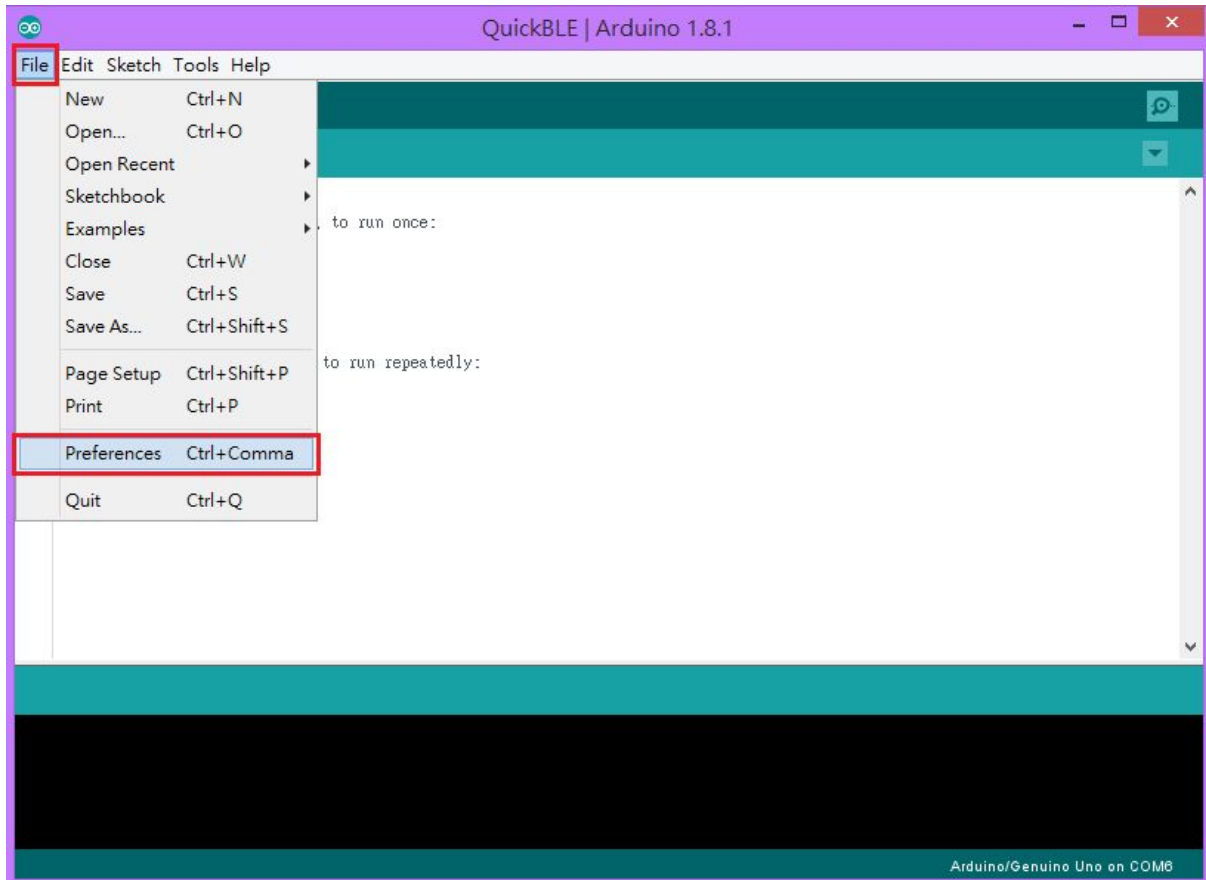 QuickBLE | Arduino 1.8.1
File Edit Sketch Tools Help
New Ctrl+N
Open... Ctrl+O
Open Recent
Sketchbook
to run once:
Examples
Close Ctrl+W
Save Ctrl+S
Save As... Ctrl+Shift+S
to run repeatedly:
Page Setup Ctrl+Shift+P
Print Ctrl+P
Preferences Ctrl+Comma
Quit Ctrl+Q
Arduino/Genuino Uno on COM6